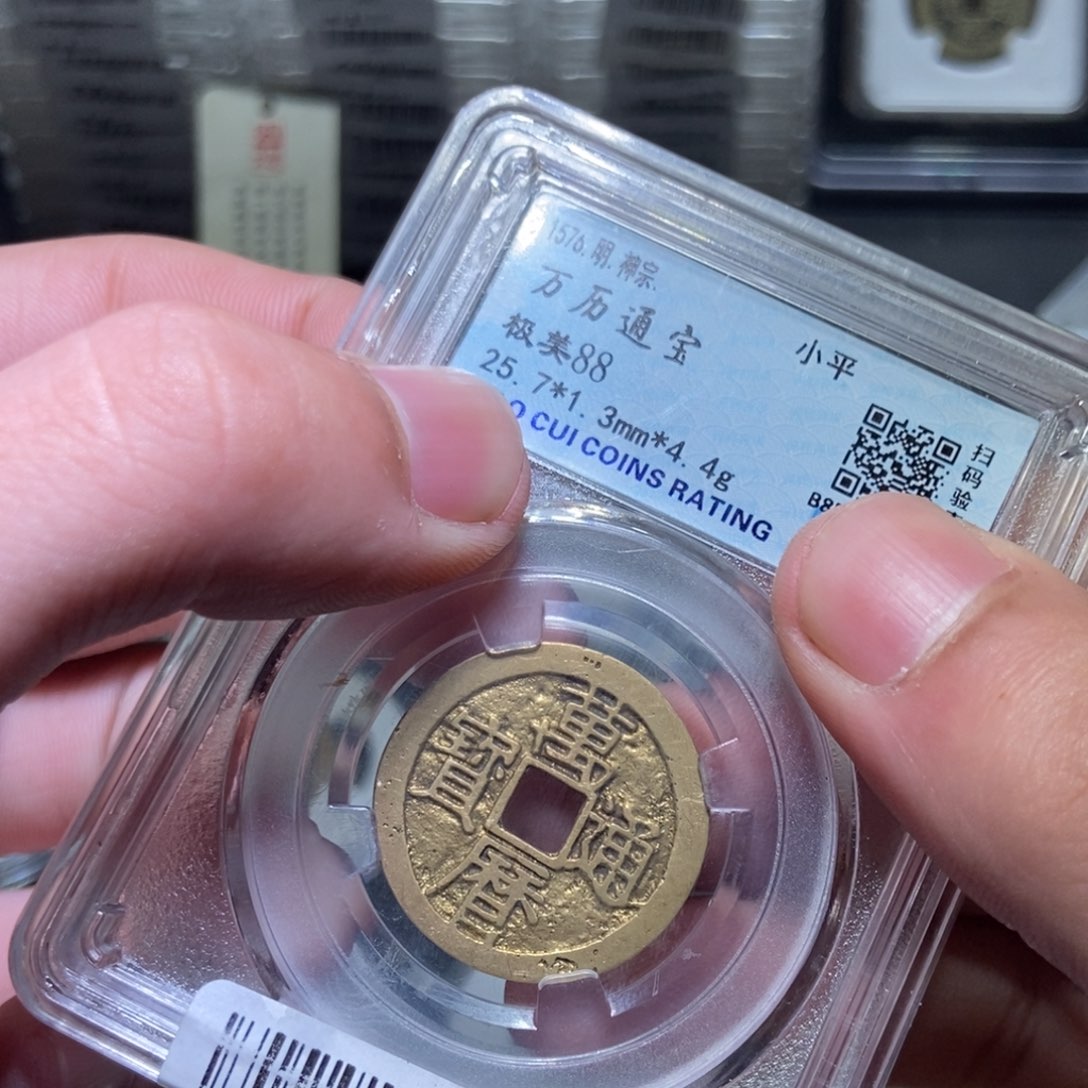 1576.明.神宗.
万历通宝
小平
极美88
25.7*1.3mm*4.4g
CUI COINS RATING
扫码验
萬曆通寶